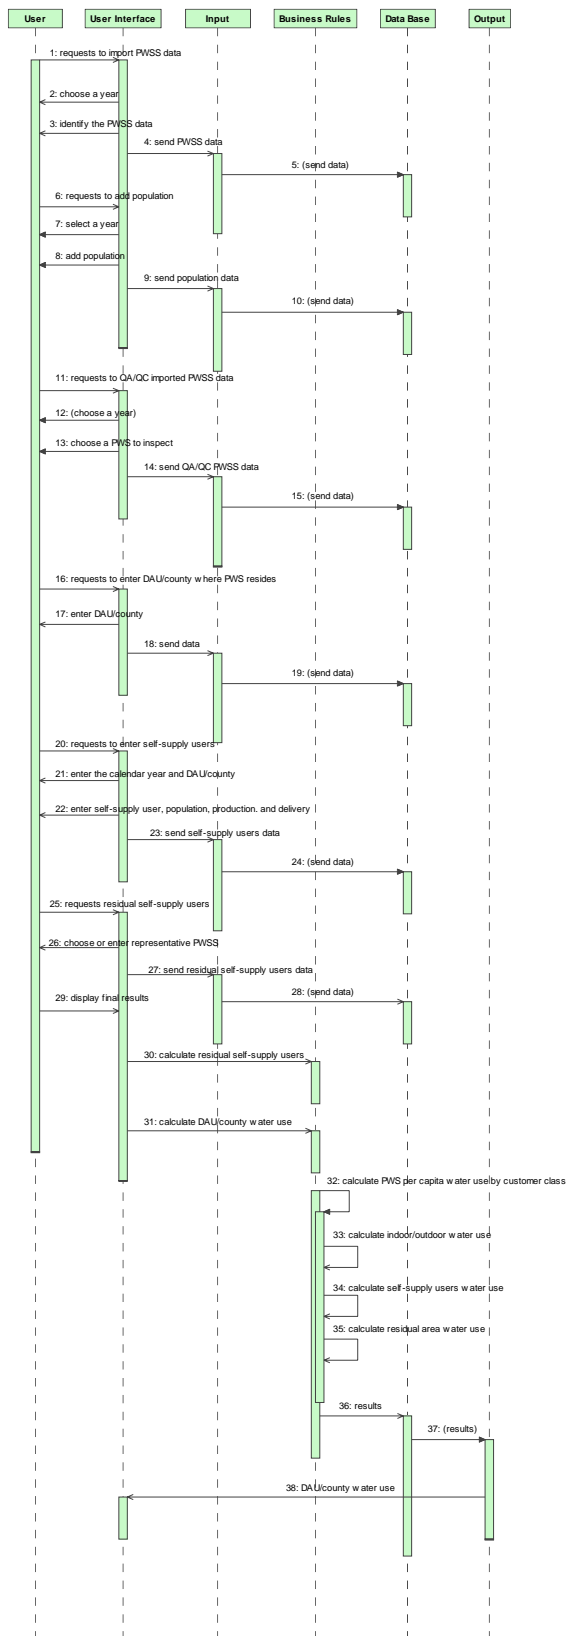 User
User Interface
Input
Business Rules
Data Base
Output
1: requests to import PWSS data
2: choose a year
3: identify the PWSS data
4: send PWSS data
5: (send data)
6: requests to add population
7: select a year
8: add population
9: send population data
10: (send data)
11: requests to QA/QC imported PWSS data
12: (choose a year)
13: choose a PWS to inspect
14: send QA/QC PWSS data
15: (send data)
16: requests to enter DAU/county where PWS resides
17: enter DAU/county
18: send data
19: (send data)
20: requests to enter self-supply users
21: enter the calendar year and DAU/county
22: enter self-supply user, population, production. and delivery
23: send self-supply users data
24: (send data)
25: requests residual self-supply users
26: choose or enter representative PWSS
27: send residual self-supply users data
28: (send data)
29: display final results
30: calculate residual self-supply users
31: calculate DAU/county water use
32: calculate PWS per capita water use by customer class
33: calculate indoor/outdoor water use
34: calculate self-supply users water use
35: calculate residual area water use
36: results
37: (results)
38: DAU/county water use